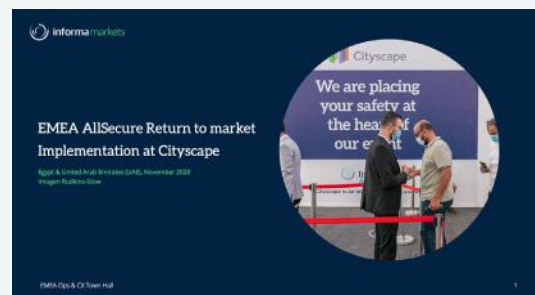 informa markets
Cityscape
We are placing
your safety at
the heart of
our event
EMEA AllSecure Return to market
Implementation at Cityscape
Egypt & United Arab Emirates (UAE), November 2020
Imogen Rudkins-Stow
EMEA Ops & CX Town Hall
1